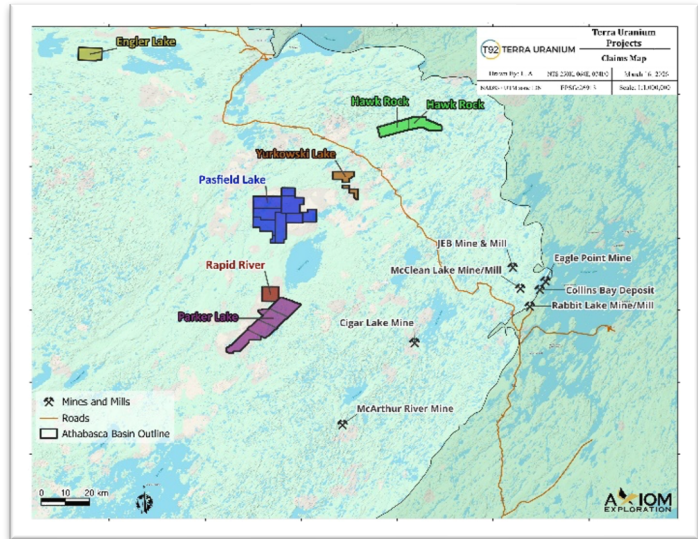 Engler Lake
T92 TERRA URANIUM
Terra Uranium
Projects
Claims Map
Scale: 1:1,000,000
Hawk Rock
Hawk Rock
Yurkowski Lake
Pasfield Lake
JEB Mine & Mill
Eagle Point Mine
McClean Lake Mine/Mill
Rapid River
Collins Bay Deposit
Rabbit Lake Mine/Mill
Parker Lake
Cigar Lake Mine
Mines and Mills
McArthur River Mine
Roads
Athabasca Basin Outline
0 10 20 km
AXIOM
EXPLORATION